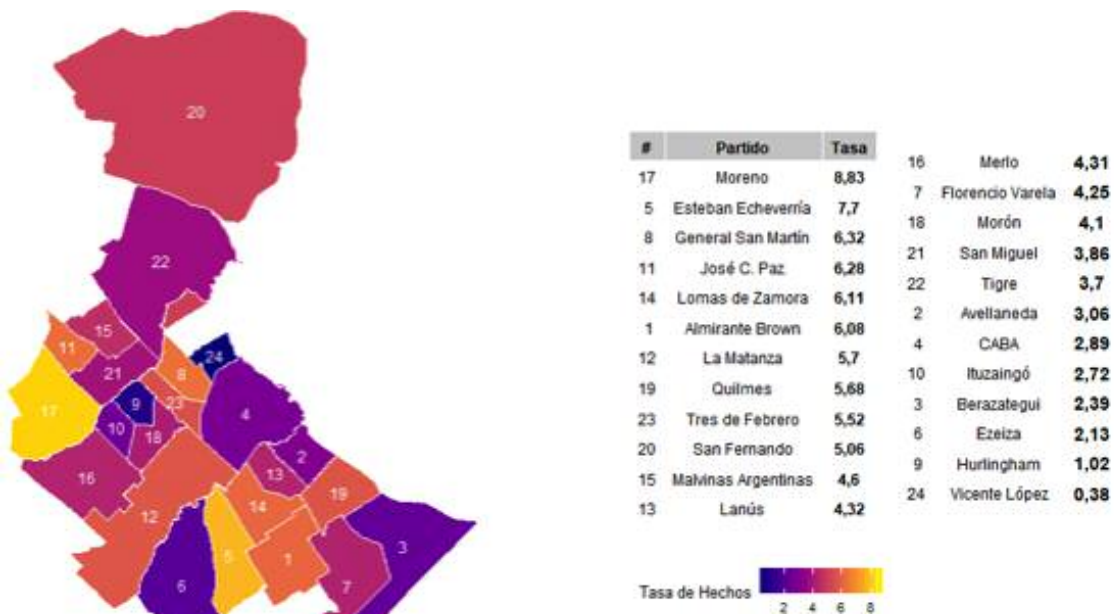 20
22
15
11
24
21
8
17
9
23
4
10
18
2
16
13
19
14
12
3
5
1
6
7
# Partido Tasa
17 Moreno 8,83
5 Esteban Echeverría 7,7
8 General San Martín 6,32
11 José C. Paz 6,28
14 Lomas de Zamora 6,11
1 Almirante Brown 6,08
12 La Matanza 5,7
19 Quilmes 5,68
23 Tres de Febrero 5,52
20 San Fernando 5,06
15 Malvinas Argentinas 4,6
13 Lanús 4,32
16 Merlo 4,31
7 Florencio Varela 4,25
18 Morón 4,1
21 San Miguel 3,86
22 Tigre 3,7
2 Avellaneda 3,06
4 CABA 2,89
10 Ituzaingó 2,72
3 Berazategui 2,39
6 Ezeiza 2,13
9 Hurlingham 1,02
24 Vicente López 0,38
Tasa de Hechos
2 4 6 8